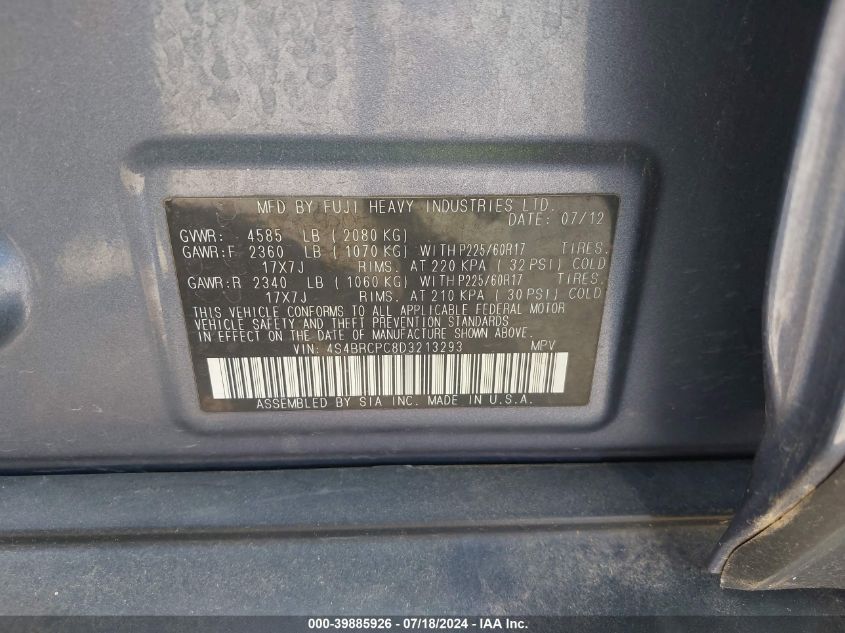 MFD BY FUJI HEAVY INDUSTRIES LTD.
DATE: 07/12
GVWR: 4585 LB ( 2080 KG)
GAWR:F 2360 LB ( 1070 KG) WITH P225/60R17 TIRES.
17X7J RIMS. AT 220 KPA ( 32 PSI) COLD
GAWR:R 2340 LB ( 1060 KG) WITH P225/60R17 TIRES.
17X7J RIMS. AT 210 KPA ( 30 PSI) COLD
THIS VEHICLE CONFORMS TO ALL APPLICABLE FEDERAL MOTOR
VEHICLE SAFETY AND THEFT PREVENTION STANDARDS
IN EFFECT ON THE DATE OF MANUFACTURE SHOWN ABOVE.
VIN: 4S4BRCPC8D3213293 MPV
ASSEMBLED BY SIA INC. MADE IN U.S.A.
000-39885926 - 07/18/2024 - WWW.IAAI.COM